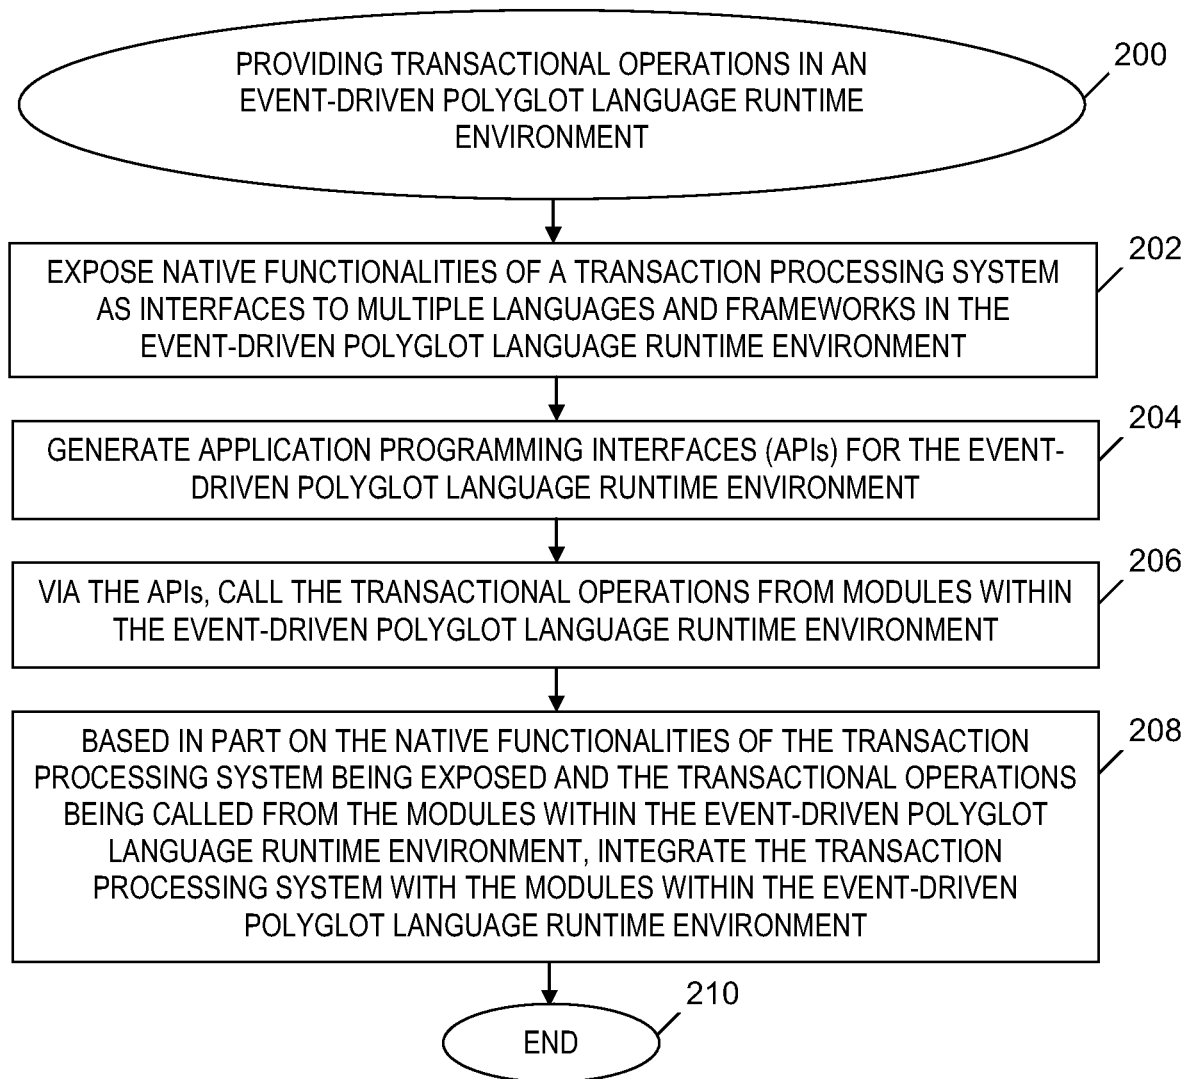 PROVIDING TRANSACTIONAL OPERATIONS IN AN
EVENT-DRIVEN POLYGLOT LANGUAGE RUNTIME
ENVIRONMENT
200
202
EXPOSE NATIVE FUNCTIONALITIES OF A TRANSACTION PROCESSING SYSTEM
AS INTERFACES TO MULTIPLE LANGUAGES AND FRAMEWORKS IN THE
EVENT-DRIVEN POLYGLOT LANGUAGE RUNTIME ENVIRONMENT
204
GENERATE APPLICATION PROGRAMMING INTERFACES (APIs) FOR THE EVENT-
DRIVEN POLYGLOT LANGUAGE RUNTIME ENVIRONMENT
206
VIA THE APIs, CALL THE TRANSACTIONAL OPERATIONS FROM MODULES WITHIN
THE EVENT-DRIVEN POLYGLOT LANGUAGE RUNTIME ENVIRONMENT
208
BASED IN PART ON THE NATIVE FUNCTIONALITIES OF THE TRANSACTION
PROCESSING SYSTEM BEING EXPOSED AND THE TRANSACTIONAL OPERATIONS
BEING CALLED FROM THE MODULES WITHIN THE EVENT-DRIVEN POLYGLOT
LANGUAGE RUNTIME ENVIRONMENT, INTEGRATE THE TRANSACTION
PROCESSING SYSTEM WITH THE MODULES WITHIN THE EVENT-DRIVEN
POLYGLOT LANGUAGE RUNTIME ENVIRONMENT
210
END